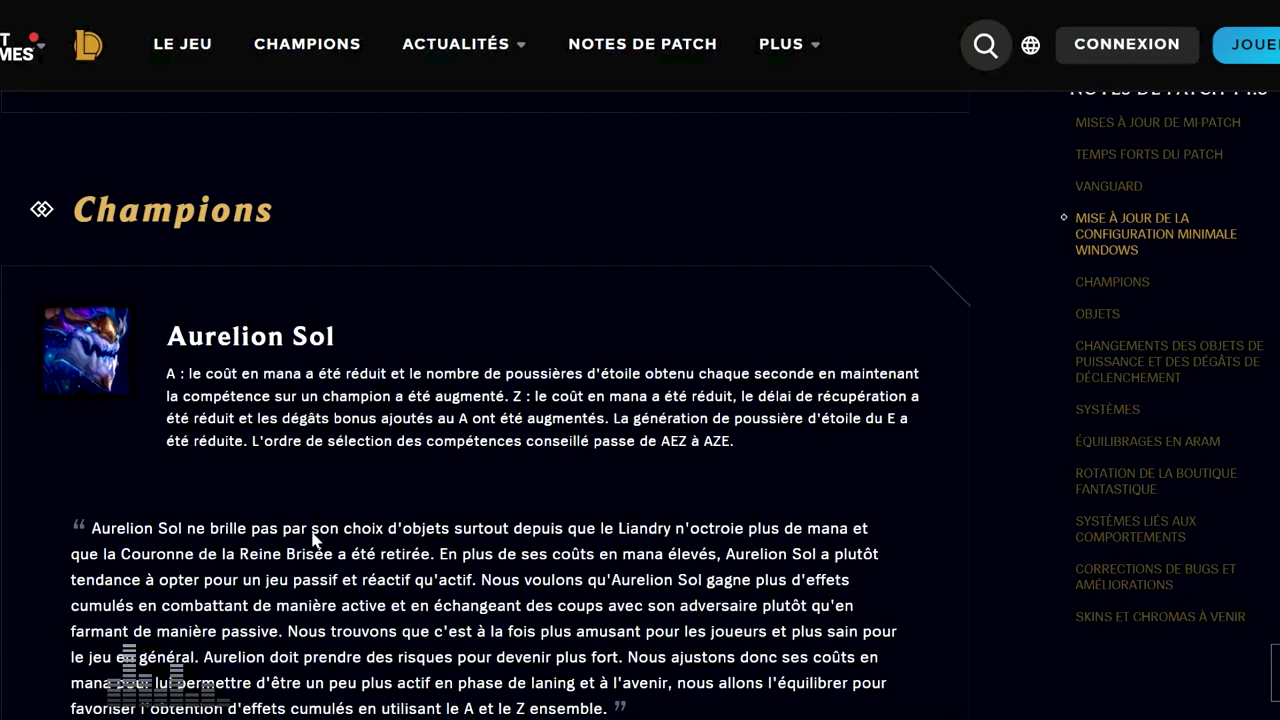 LE JEU
CHAMPIONS
ACTUALITÉS
NOTES DE PATCH
PLUS
CONNEXION
MISES À JOUR DE MI-PATCH
TEMPS FORTS DU PATCH
VANGUARD
MISE À JOUR DE LA
CONFIGURATION MINIMALE
WINDOWS
CHAMPIONS
OBJETS
CHANGEMENTS DES OBJETS DE
PUISSANCE ET DES DÉGÂTS DE
DÉCLENCHEMENT
SYSTÈMES
ÉQUILIBRAGES EN ARAM
ROTATION DE LA BOUTIQUE
FANTASTIQUE
SYSTÈMES LIÉS AUX
COMPORTEMENTS
CORRECTIONS DE BUGS ET
AMÉLIORATIONS
SKINS ET CHROMAS À VENIR
Champions
Aurelion Sol
A : le coût en mana a été réduit et le nombre de poussières d'étoile obtenu chaque seconde en maintenant
la compétence sur un champion a été augmenté. Z : le coût en mana a été réduit, le délai de récupération a
été réduit et les dégâts bonus ajoutés au A ont été augmentés. La génération de poussière d'étoile du E a
été réduite. L'ordre de sélection des compétences conseillé passe de AEZ à AZE.
“ Aurelion Sol ne brille pas par son choix d'objets surtout depuis que le Liandry n'octroie plus de mana et
que la Couronne de la Reine Brisée a été retirée. En plus de ses coûts en mana élevés, Aurelion Sol a plutôt
tendance à opter pour un jeu passif et réactif qu'actif. Nous voulons qu'Aurelion Sol gagne plus d'effets
cumulés en combattant de manière active et en échangeant des coups avec son adversaire plutôt qu'en
farmant de manière passive. Nous trouvons que c'est à la fois plus amusant pour les joueurs et plus sain pour
le jeu en général. Aurelion doit prendre des risques pour devenir plus fort. Nous ajustons donc ses coûts en
mana pour lui permettre d'être un peu plus actif en phase de laning et à l'avenir, nous allons l'équilibrer pour
favoriser l'obtention d'effets cumulés en utilisant le A et le Z ensemble. ”